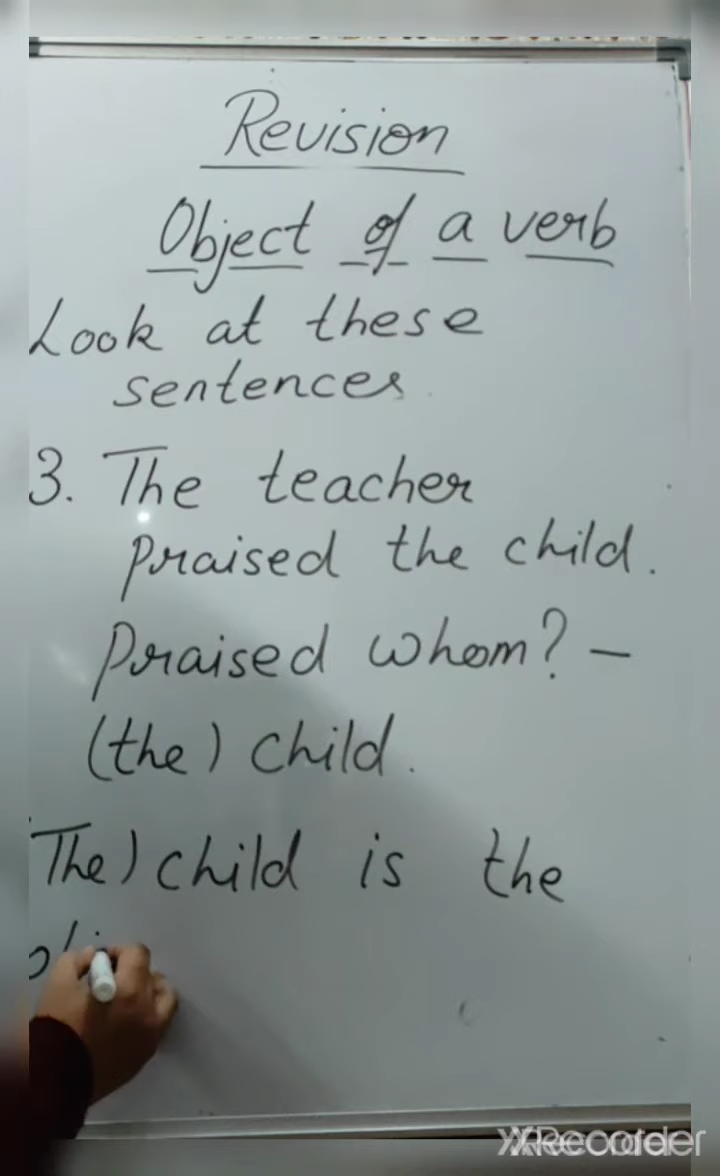 Revision
Object of a verb
Look at these
sentences.
3. The teacher
praised the child.
Praised whom? —
(the) child.
The) child is the
XRecorder